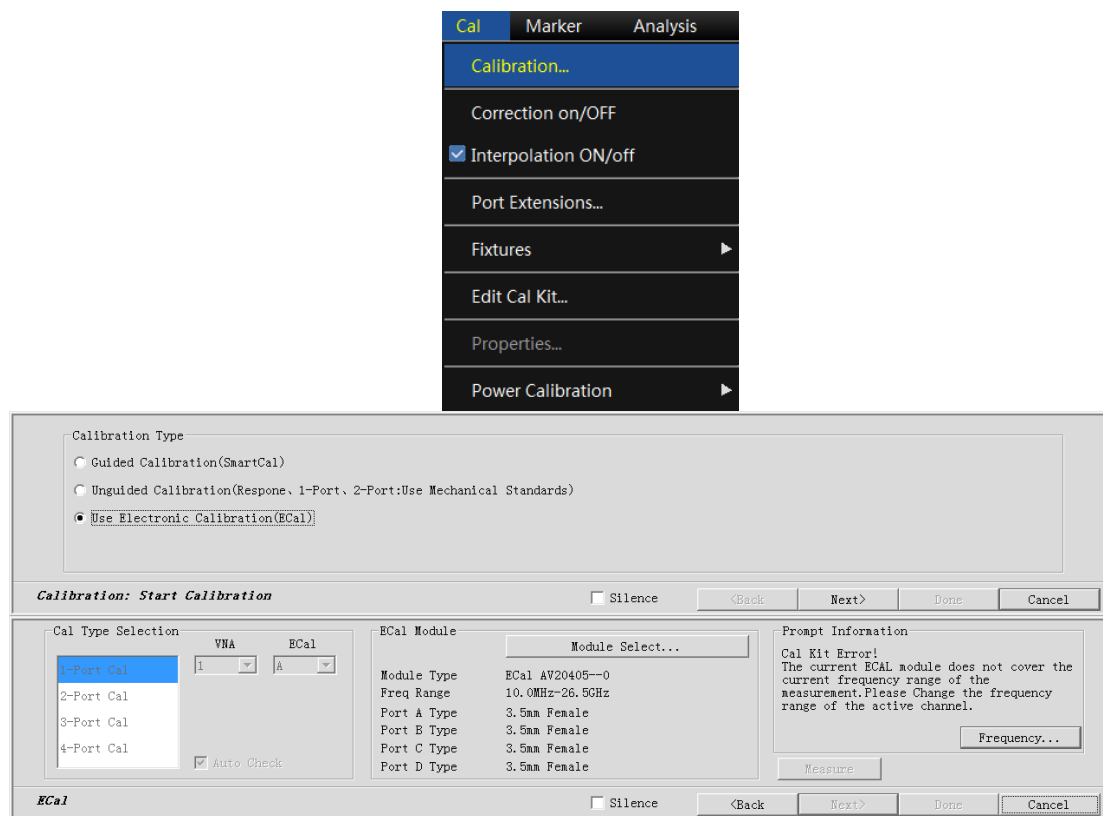 Cal Marker Analysis
Calibration...
Correction on/OFF
Interpolation ON/off
Port Extensions...
Fixtures
Edit Cal Kit...
Properties...
Power Calibration
Calibration Type
Guided Calibration(SmartCal)
Unguided Calibration(Respone、1-Port、2-Port:Use Mechanical Standards)
Use Electronic Calibration(ECal)
Calibration: Start Calibration
Silence
<Back
Next>
Done
Cancel
Cal Type Selection
VNA ECal
1-Port Cal
1 A
2-Port Cal
3-Port Cal
4-Port Cal
Auto Check
ECal Module
Module Select...
Module Type ECal AV20405--0
Freq Range 10.0MHz-26.5GHz
Port A Type 3.5mm Female
Port B Type 3.5mm Female
Port C Type 3.5mm Female
Port D Type 3.5mm Female
Prompt Information
Cal Kit Error!
The current ECAL module does not cover the
current frequency range of the
measurement.Please Change the frequency
range of the active channel.
Frequency...
Measure
ECal
Silence
<Back
Next>
Done
Cancel